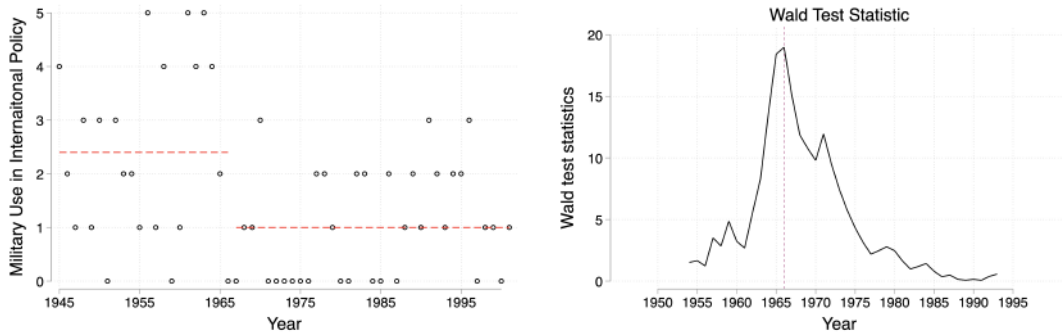 Military Use in Internaitonal Policy
5
4
3
2
1
0
1945 1955 1965 1975 1985 1995
Year
Wald Test Statistic
Wald test statistics
20
15
10
5
0
1950 1955 1960 1965 1970 1975 1980 1985 1990 1995
Year